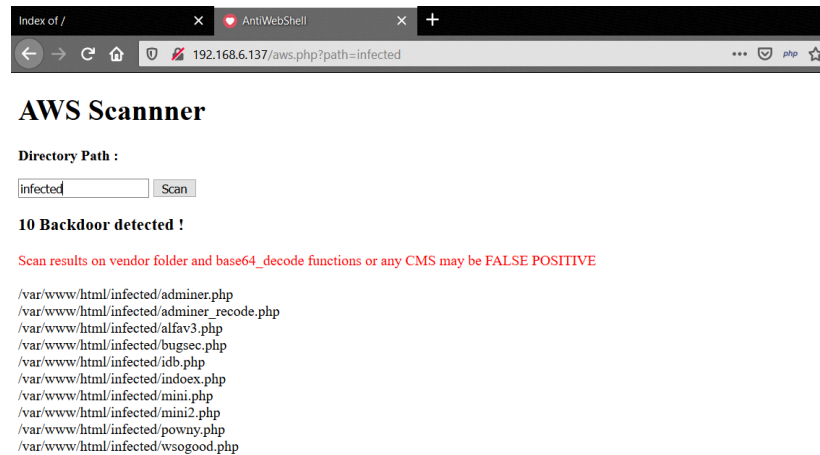 Index of /
AntiWebShell
192.168.6.137/aws.php?path=infected
php
AWS Scannner
Directory Path :
infected
Scan
10 Backdoor detected !
Scan results on vendor folder and base64_decode functions or any CMS may be FALSE POSITIVE
/var/www/html/infected/adminer.php
/var/www/html/infected/adminer_recode.php
/var/www/html/infected/alfav3.php
/var/www/html/infected/bugsec.php
/var/www/html/infected/idb.php
/var/www/html/infected/indoex.php
/var/www/html/infected/mini.php
/var/www/html/infected/mini2.php
/var/www/html/infected/powny.php
/var/www/html/infected/wsogood.php